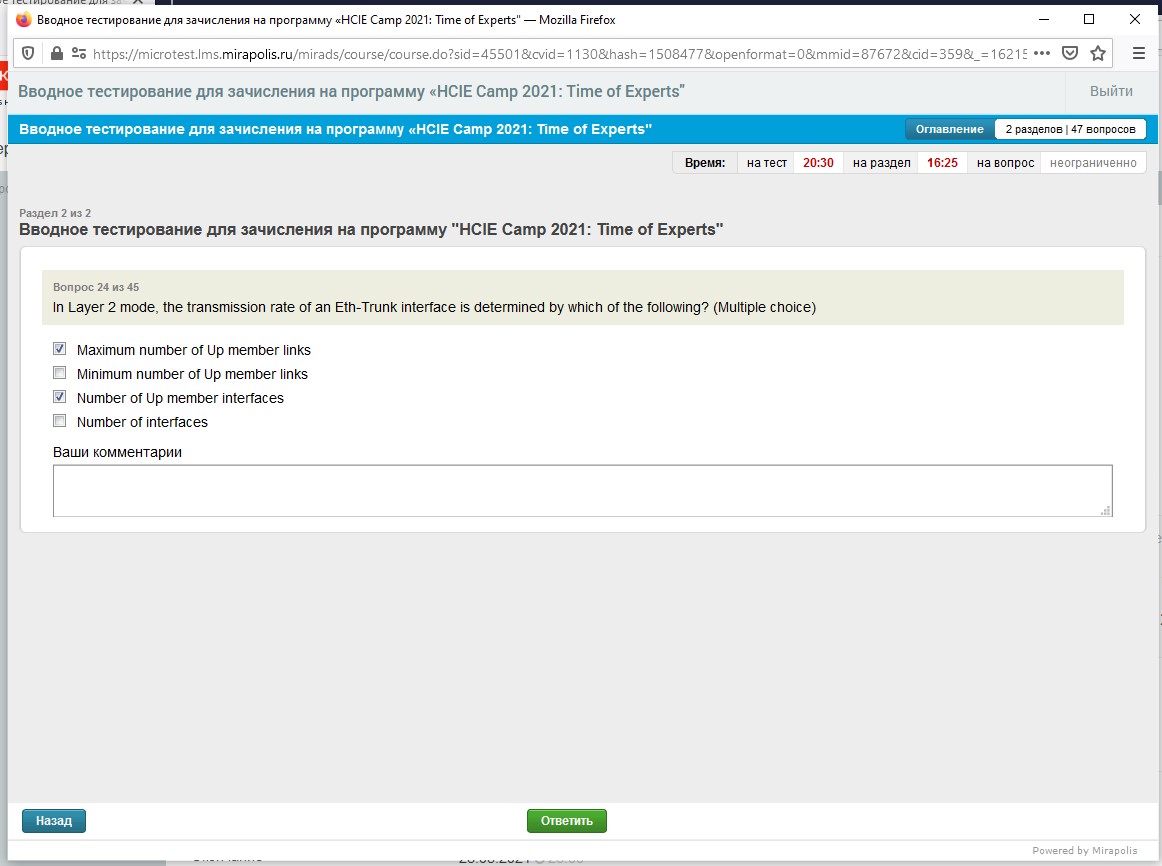 Вводное тестирование для зачисления на программу «HCIE Camp 2021: Time of Experts" — Mozilla Firefox
https://microtest.lms.mirapolis.ru/mirads/course/course.do?sid=45501&cvid=1130&hash=1508477&openformat=0&mmid=87672&cid=359&_=16215
Вводное тестирование для зачисления на программу «HCIE Camp 2021: Time of Experts" Выйти
Вводное тестирование для зачисления на программу «HCIE Camp 2021: Time of Experts" Оглавление 2 разделов | 47 вопросов
Время: на тест 20:30 на раздел 16:25 на вопрос неограниченно
Раздел 2 из 2
Вводное тестирование для зачисления на программу "HCIE Camp 2021: Time of Experts"
Вопрос 24 из 45
In Layer 2 mode, the transmission rate of an Eth-Trunk interface is determined by which of the following? (Multiple choice)
Maximum number of Up member links
Minimum number of Up member links
Number of Up member interfaces
Number of interfaces
Ваши комментарии
Назад Ответить
Powered by Mirapolis